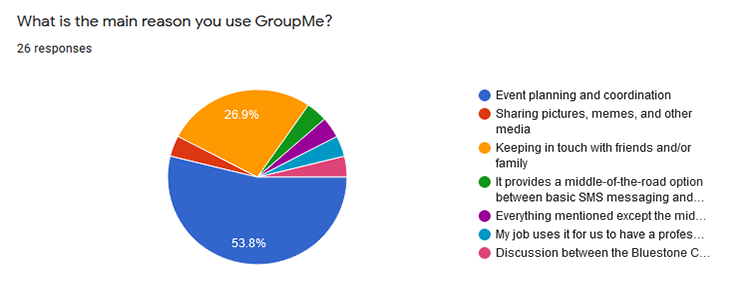 What is the main reason you use GroupMe?
26 responses
26.9%
53.8%
Event planning and coordination
Sharing pictures, memes, and other
media
Keeping in touch with friends and/or
family
It provides a middle-of-the-road option
between basic SMS messaging and...
Everything mentioned except the mid...
My job uses it for us to have a profes...
Discussion between the Bluestone C...